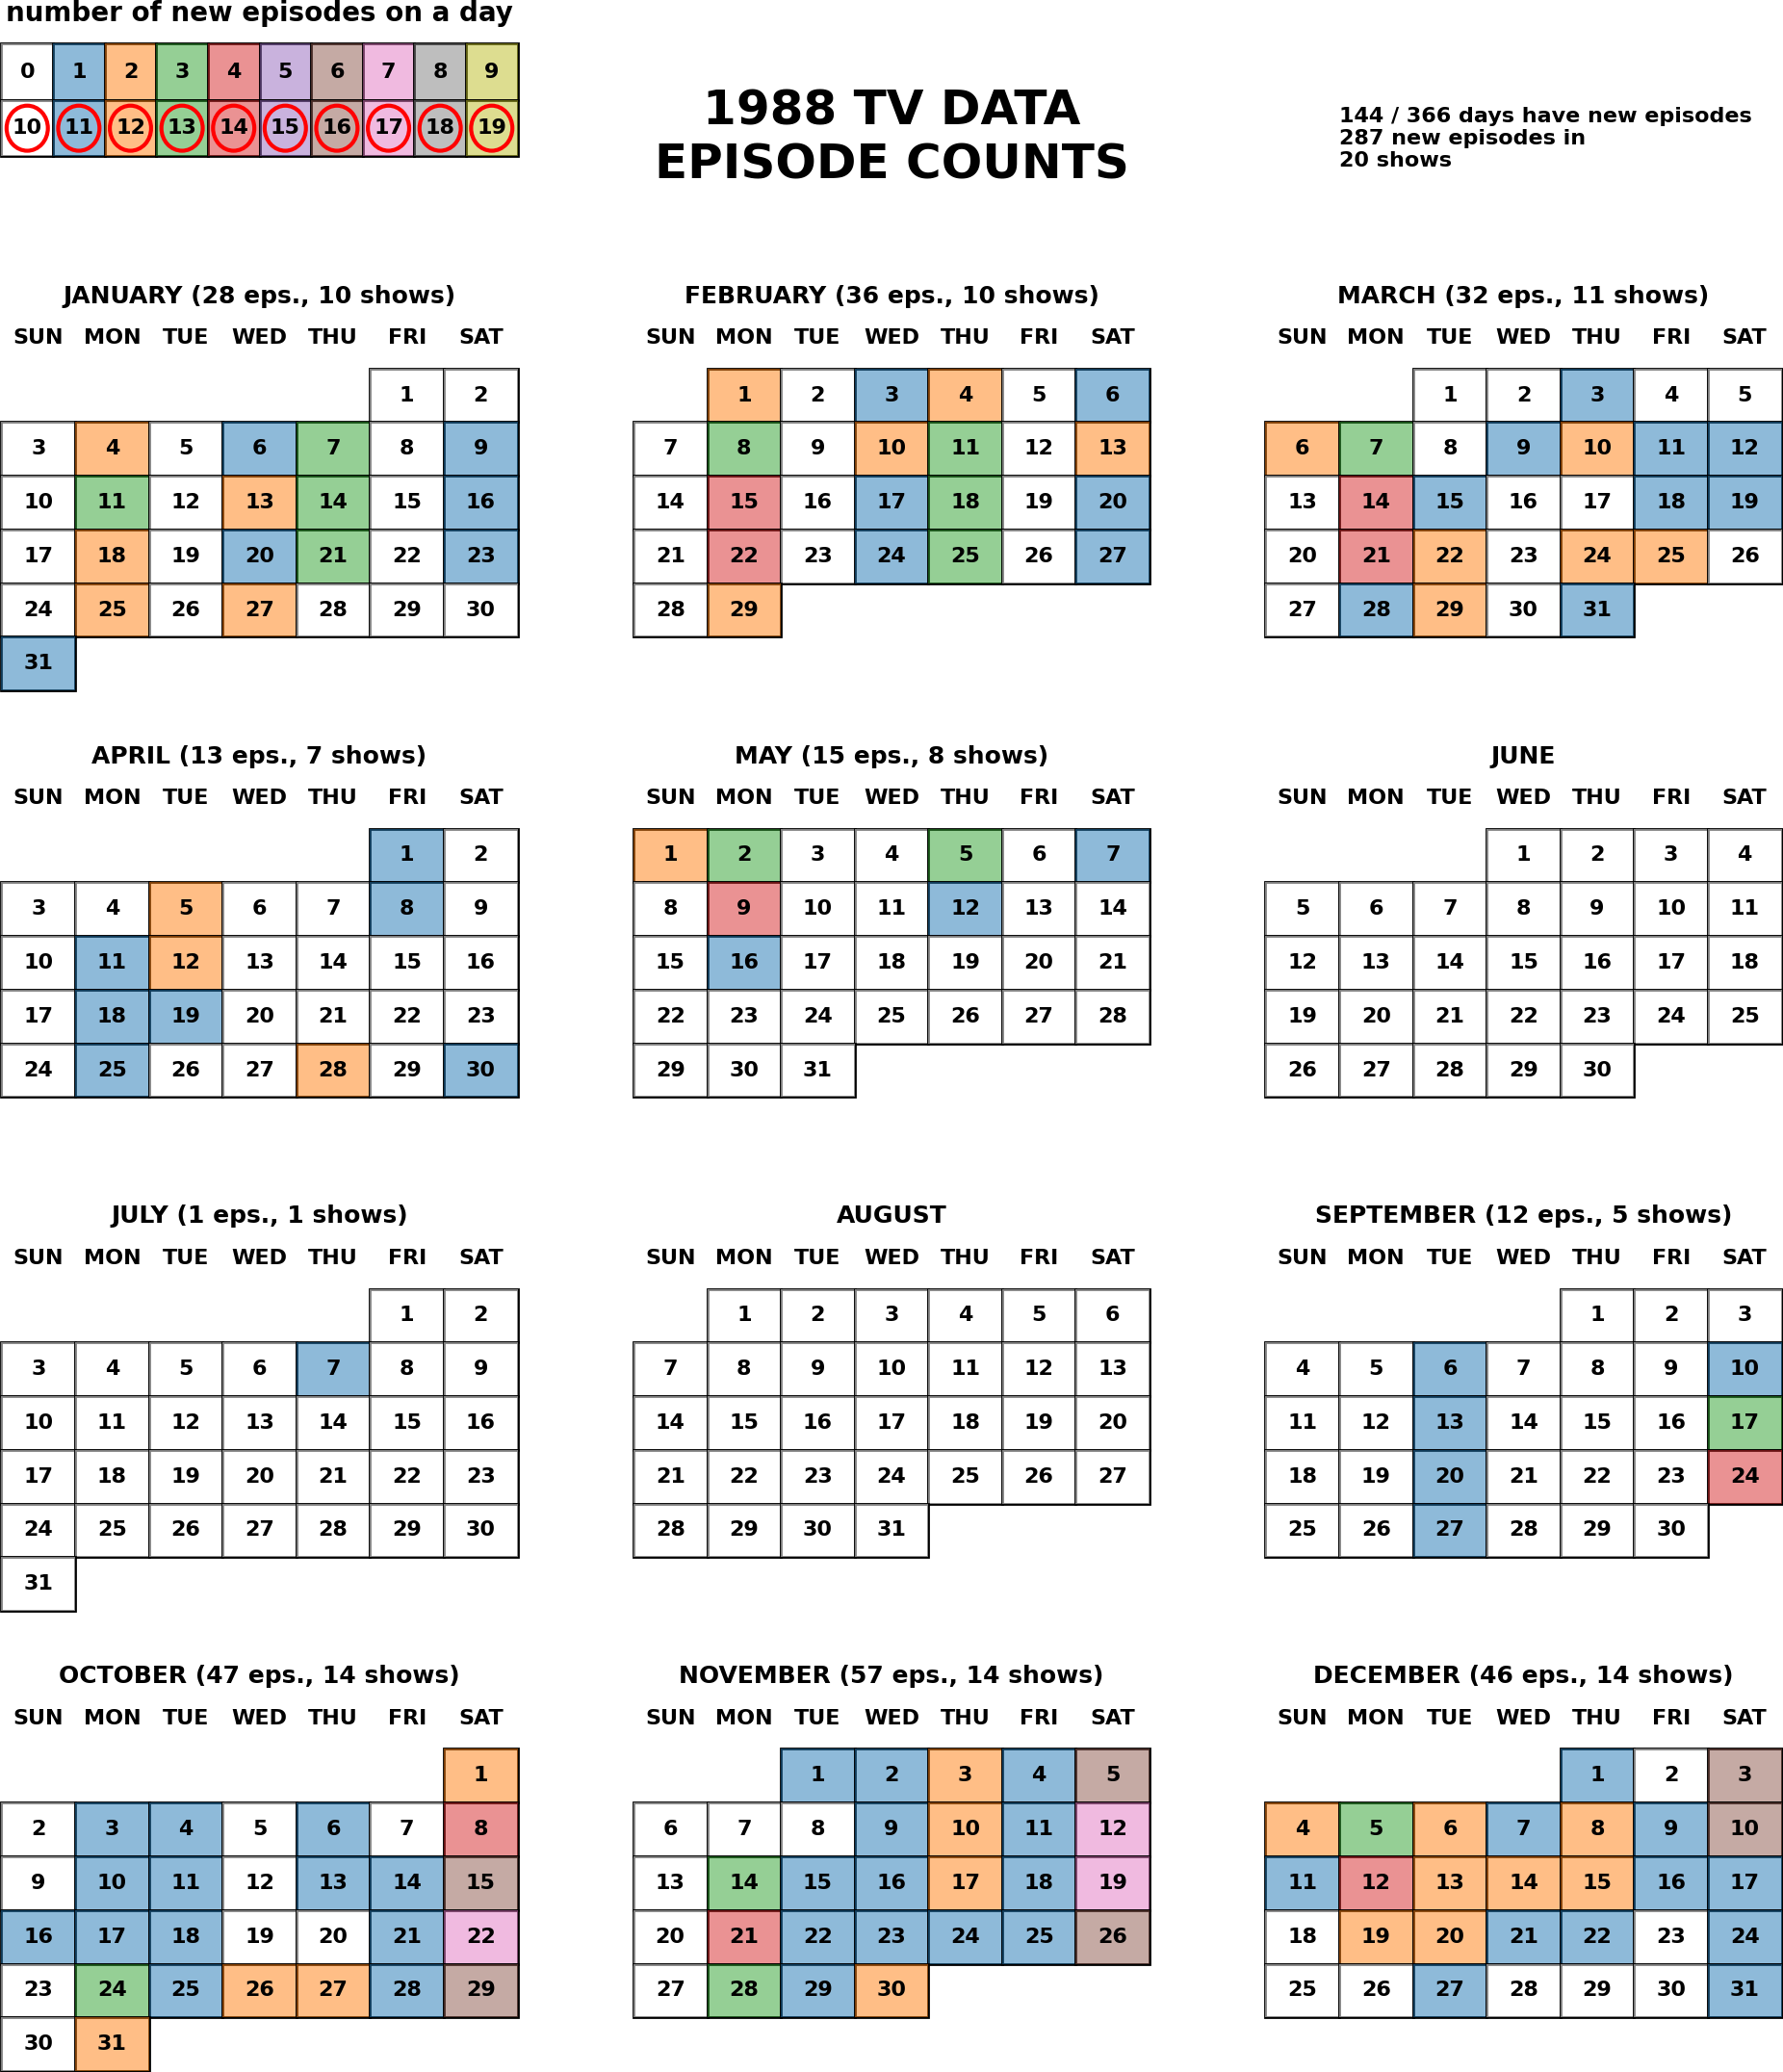 number of new episodes on a day
0 1 2 3 4 5 6 7 8 9
10 11 12 13 14 15 16 17 18 19
1988 TV DATA
EPISODE COUNTS
144 / 366 days have new episodes
287 new episodes in
20 shows
JANUARY (28 eps., 10 shows)
SUN MON TUE WED THU FRI SAT
1 2
3 4 5 6 7 8 9
10 11 12 13 14 15 16
17 18 19 20 21 22 23
24 25 26 27 28 29 30
31
FEBRUARY (36 eps., 10 shows)
SUN MON TUE WED THU FRI SAT
1 2 3 4 5 6
7 8 9 10 11 12 13
14 15 16 17 18 19 20
21 22 23 24 25 26 27
28 29
MARCH (32 eps., 11 shows)
SUN MON TUE WED THU FRI SAT
1 2 3 4 5
6 7 8 9 10 11 12
13 14 15 16 17 18 19
20 21 22 23 24 25 26
27 28 29 30 31
APRIL (13 eps., 7 shows)
SUN MON TUE WED THU FRI SAT
1 2
3 4 5 6 7 8 9
10 11 12 13 14 15 16
17 18 19 20 21 22 23
24 25 26 27 28 29 30
MAY (15 eps., 8 shows)
SUN MON TUE WED THU FRI SAT
1 2 3 4 5 6 7
8 9 10 11 12 13 14
15 16 17 18 19 20 21
22 23 24 25 26 27 28
29 30 31
JUNE
SUN MON TUE WED THU FRI SAT
1 2 3 4
5 6 7 8 9 10 11
12 13 14 15 16 17 18
19 20 21 22 23 24 25
26 27 28 29 30
JULY (1 eps., 1 shows)
SUN MON TUE WED THU FRI SAT
1 2
3 4 5 6 7 8 9
10 11 12 13 14 15 16
17 18 19 20 21 22 23
24 25 26 27 28 29 30
31
AUGUST
SUN MON TUE WED THU FRI SAT
1 2 3 4 5 6
7 8 9 10 11 12 13
14 15 16 17 18 19 20
21 22 23 24 25 26 27
28 29 30 31
SEPTEMBER (12 eps., 5 shows)
SUN MON TUE WED THU FRI SAT
1 2 3
4 5 6 7 8 9 10
11 12 13 14 15 16 17
18 19 20 21 22 23 24
25 26 27 28 29 30
OCTOBER (47 eps., 14 shows)
SUN MON TUE WED THU FRI SAT
1
2 3 4 5 6 7 8
9 10 11 12 13 14 15
16 17 18 19 20 21 22
23 24 25 26 27 28 29
30 31
NOVEMBER (57 eps., 14 shows)
SUN MON TUE WED THU FRI SAT
1 2 3 4 5
6 7 8 9 10 11 12
13 14 15 16 17 18 19
20 21 22 23 24 25 26
27 28 29 30
DECEMBER (46 eps., 14 shows)
SUN MON TUE WED THU FRI SAT
1 2 3
4 5 6 7 8 9 10
11 12 13 14 15 16 17
18 19 20 21 22 23 24
25 26 27 28 29 30 31